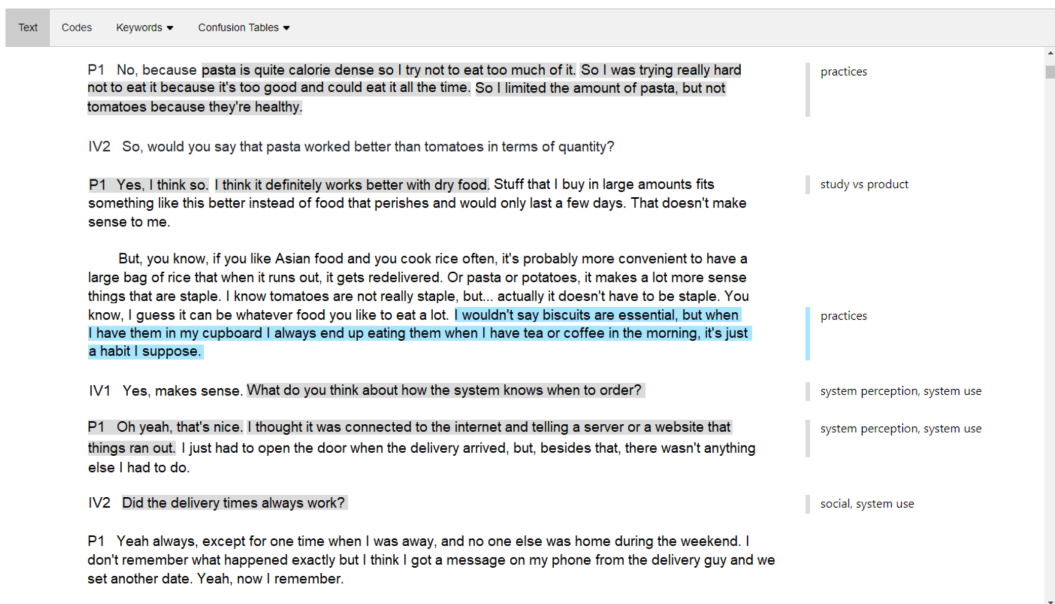 Text Codes Keywords Confusion Tables
P1 No, because pasta is quite calorie dense so I try not to eat too much of it. So I was trying really hard
not to eat it because it's too good and could eat it all the time. So I limited the amount of pasta, but not
tomatoes because they're healthy.
practices
IV2 So, would you say that pasta worked better than tomatoes in terms of quantity?
P1 Yes, I think so. I think it definitely works better with dry food. Stuff that I buy in large amounts fits
something like this better instead of food that perishes and would only last a few days. That doesn't make
sense to me.
study vs product
But, you know, if you like Asian food and you cook rice often, it's probably more convenient to have a
large bag of rice that when it runs out, it gets redelivered. Or pasta or potatoes, it makes a lot more sense
things that are staple. I know tomatoes are not really staple, but... actually it doesn't have to be staple. You
know, I guess it can be whatever food you like to eat a lot. I wouldn't say biscuits are essential, but when
I have them in my cupboard I always end up eating them when I have tea or coffee in the morning, it's just
a habit I suppose.
practices
IV1 Yes, makes sense. What do you think about how the system knows when to order?
system perception, system use
P1 Oh yeah, that's nice. I thought it was connected to the internet and telling a server or a website that
things ran out. I just had to open the door when the delivery arrived, but, besides that, there wasn't anything
else I had to do.
system perception, system use
IV2 Did the delivery times always work?
social, system use
P1 Yeah always, except for one time when I was away, and no one else was home during the weekend. I
don't remember what happened exactly but I think I got a message on my phone from the delivery guy and we
set another date. Yeah, now I remember.